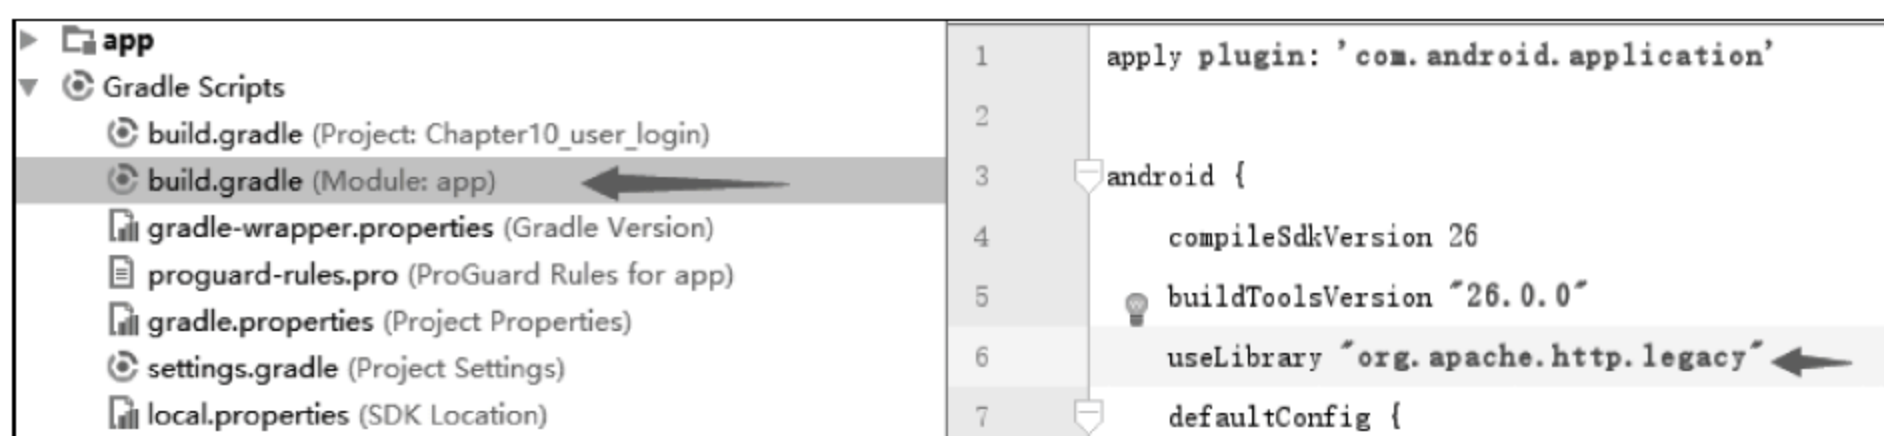 app
Gradle Scripts
build.gradle (Project: Chapter10_user_login)
build.gradle (Module: app)
gradle-wrapper.properties (Gradle Version)
proguard-rules.pro (ProGuard Rules for app)
gradle.properties (Project Properties)
settings.gradle (Project Settings)
local.properties (SDK Location)
1 apply plugin: 'com.android.application'
2
3 android {
4 compileSdkVersion 26
5 buildToolsVersion "26.0.0"
6 useLibrary "org.apache.http.legacy"
7 defaultConfig {